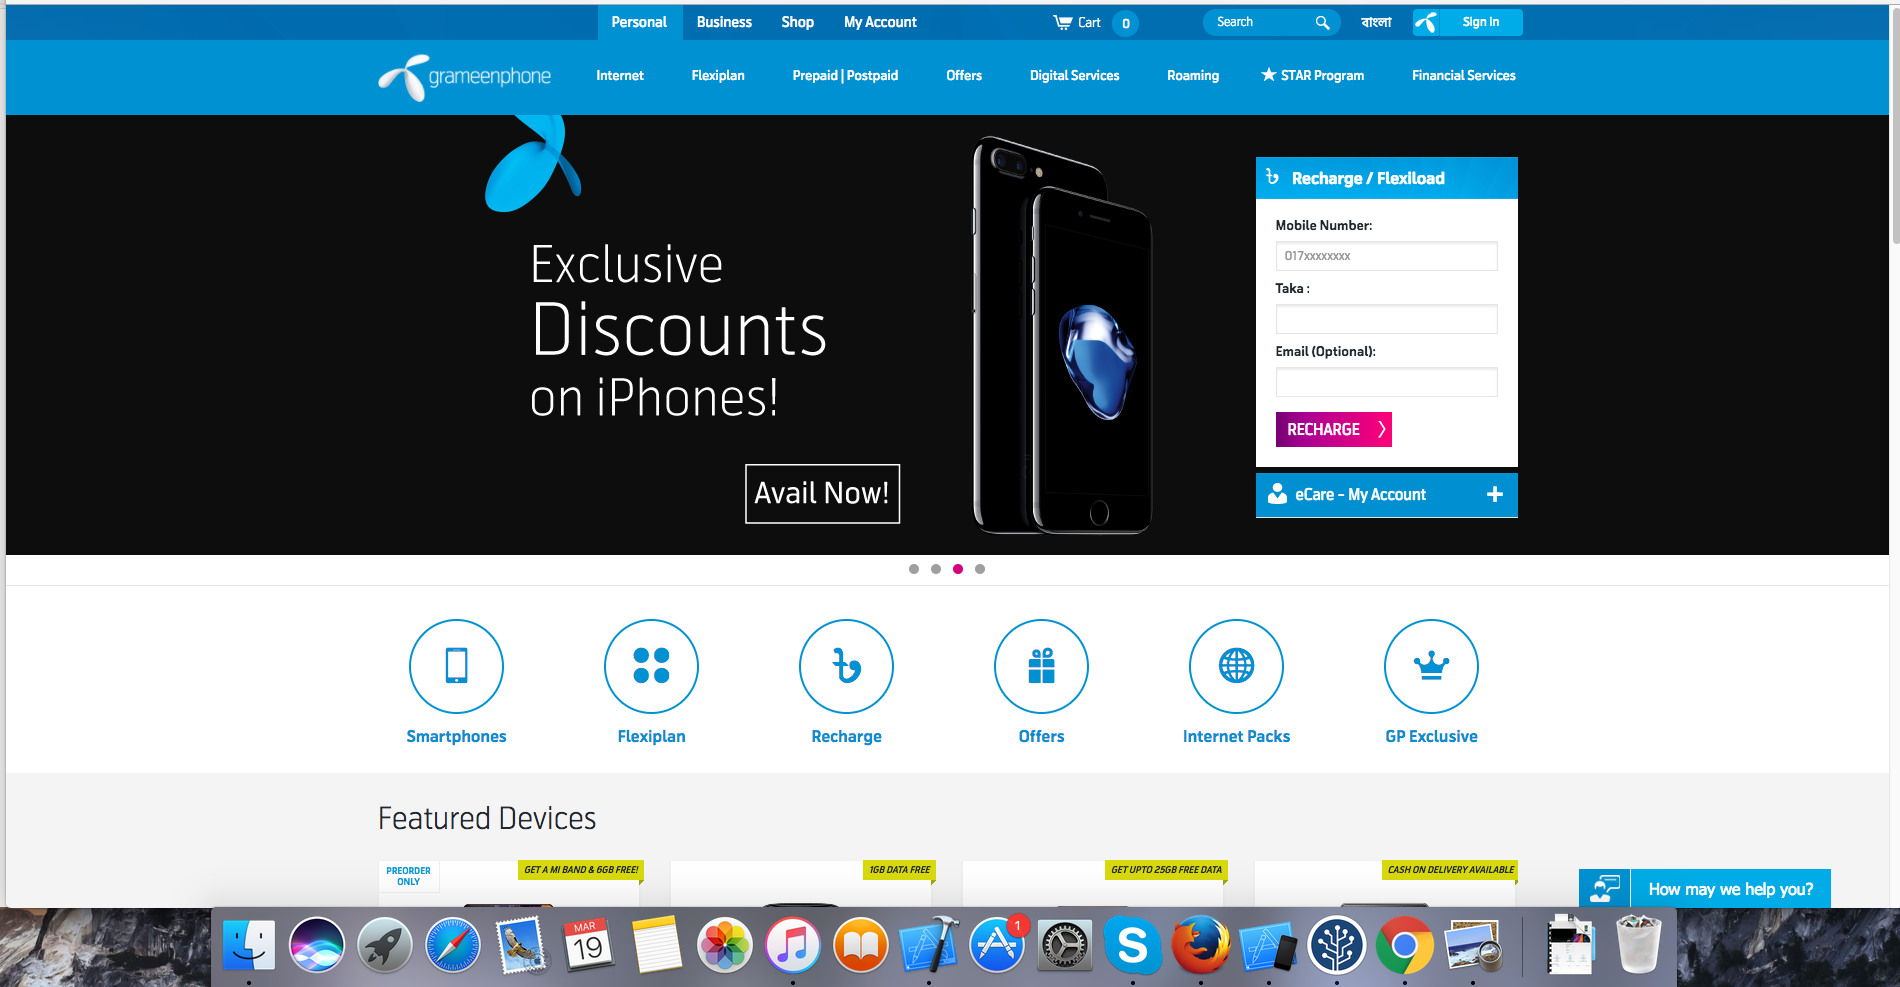 Personal
Business
Shop
My Account
Cart
0
Search
বাংলা
Sign In
grameenphone
Internet
Flexiplan
Prepaid | Postpaid
Offers
Digital Services
Roaming
STAR Program
Financial Services
Exclusive
Discounts
on iPhones!
Avail Now!
৳ Recharge / Flexiload
Mobile Number:
017xxxxxxxx
Taka :
Email (Optional):
RECHARGE
eCare - My Account
Smartphones
Flexiplan
৳
Recharge
Offers
Internet Packs
GP Exclusive
Featured Devices
PREORDER
ONLY
GET A MI BAND & 6GB FREE!
1GB DATA FREE
GET UPTO 25GB FREE DATA
CASH ON DELIVERY AVAILABLE
How may we help you?
MAR
19
1
S